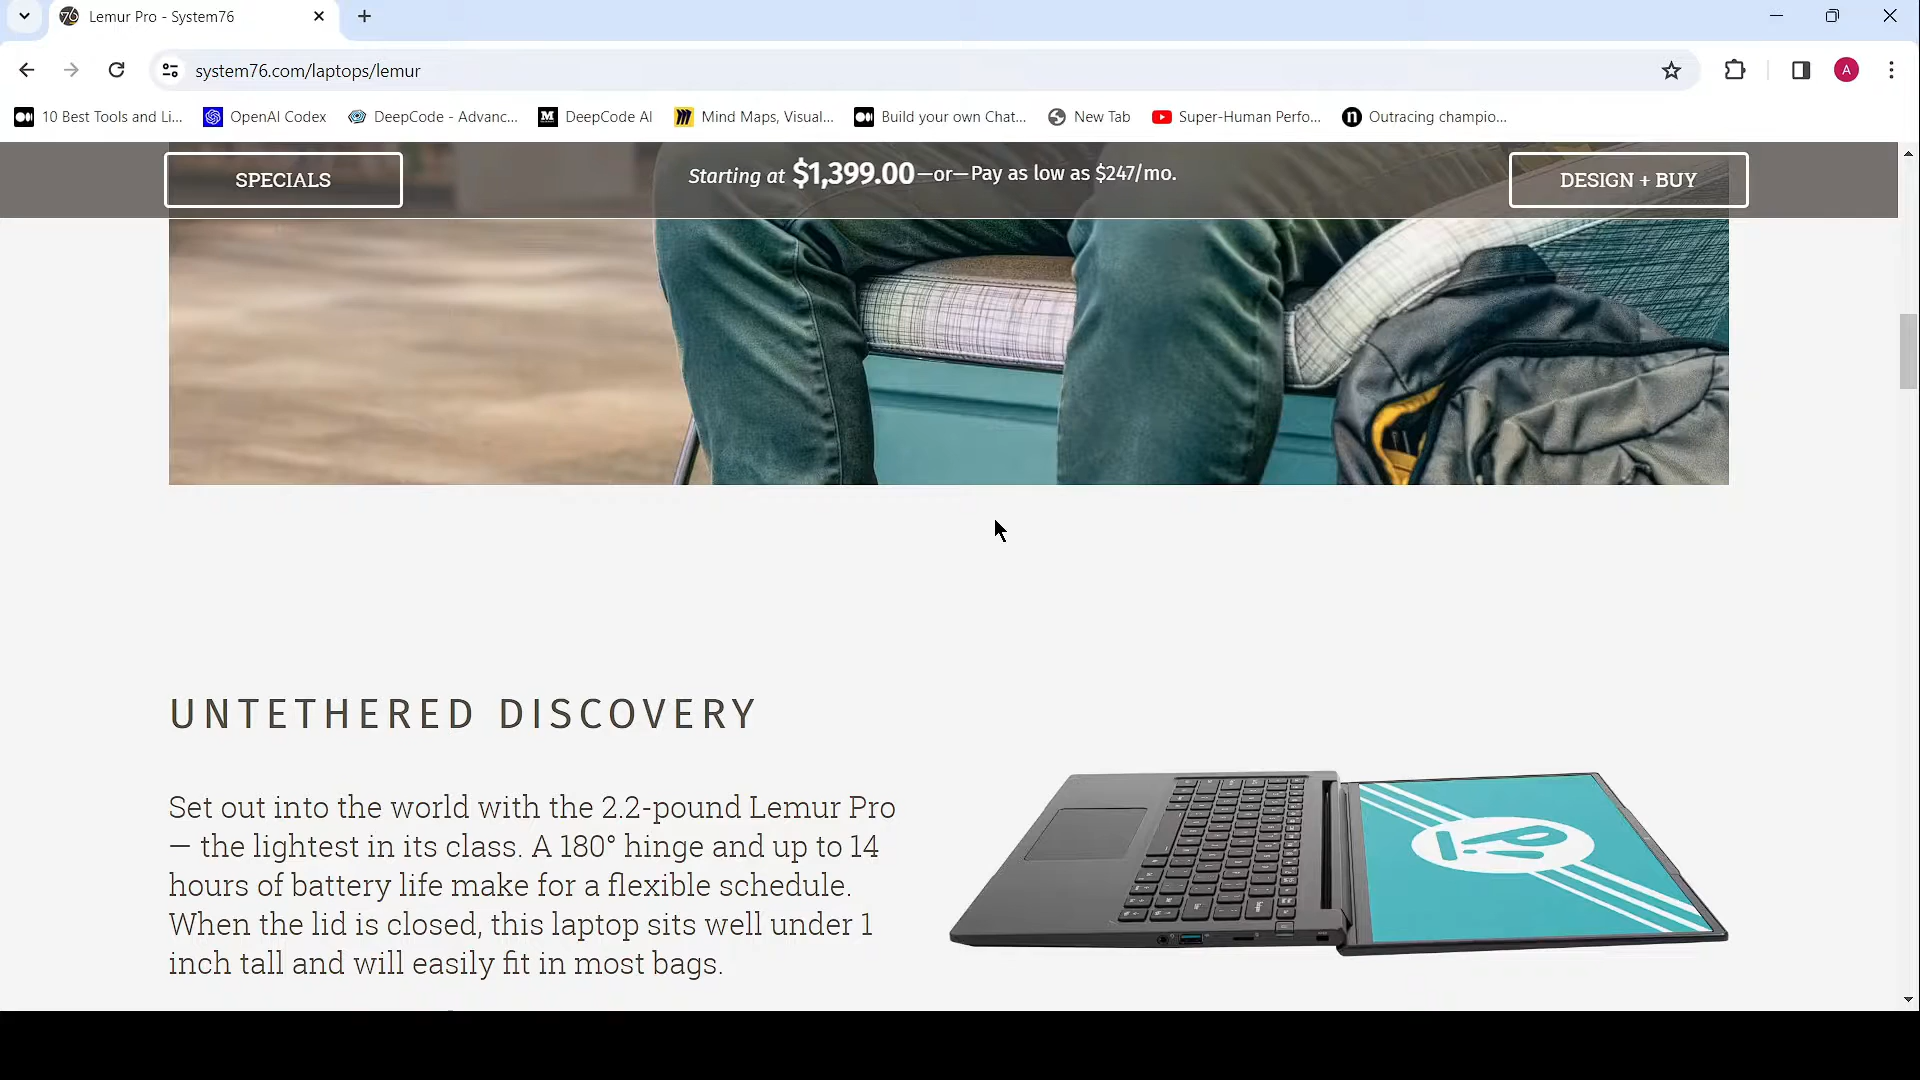 Lemur Pro - System76
system76.com/laptops/lemur
A
10 Best Tools and Li...
OpenAI Codex
DeepCode - Advanc...
DeepCode AI
Mind Maps, Visual...
Build your own Chat...
New Tab
Super-Human Perfo...
Outracing champio...
SPECIALS
Starting at $1,399.00—or—Pay as low as $247/mo.
DESIGN + BUY
UNTETHERED DISCOVERY
Set out into the world with the 2.2-pound Lemur Pro
— the lightest in its class. A 180° hinge and up to 14
hours of battery life make for a flexible schedule.
When the lid is closed, this laptop sits well under 1
inch tall and will easily fit in most bags.